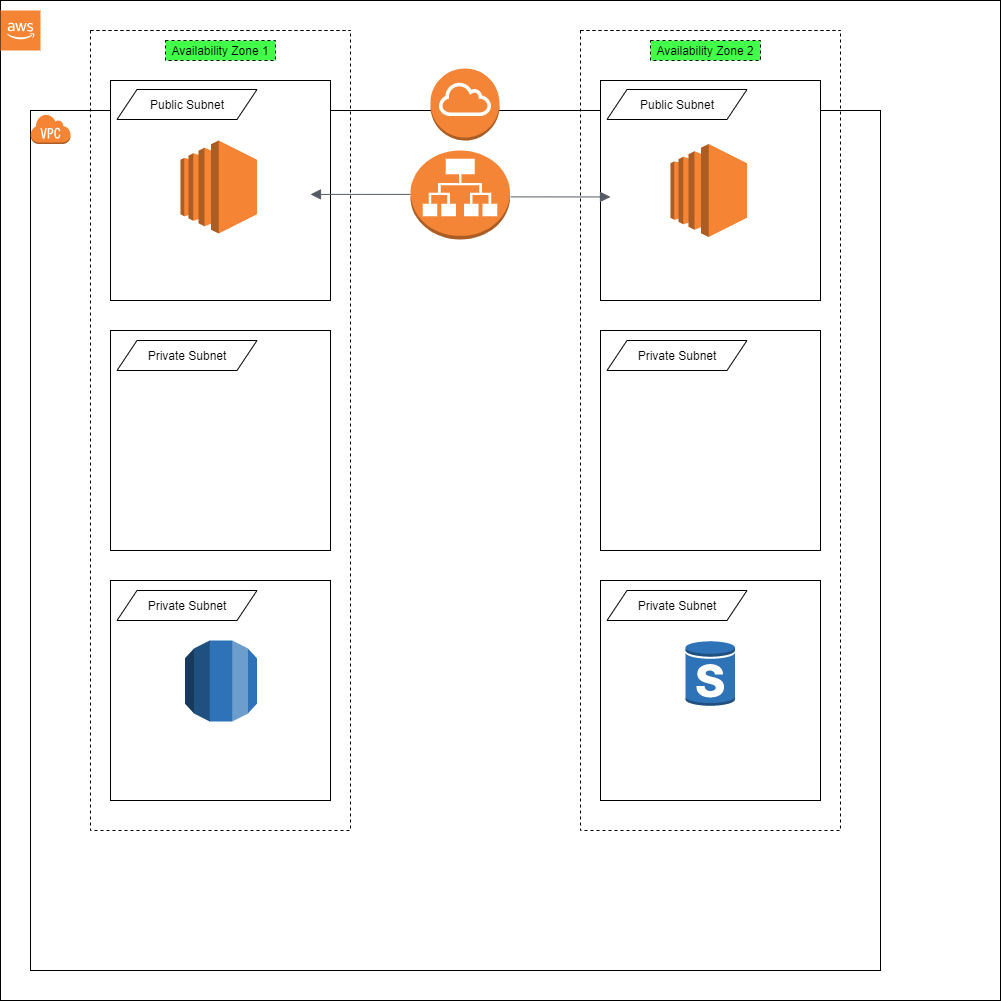 aws
Availability Zone 1
Availability Zone 2
Public Subnet
Public Subnet
VPC
Private Subnet
Private Subnet
Private Subnet
Private Subnet
S